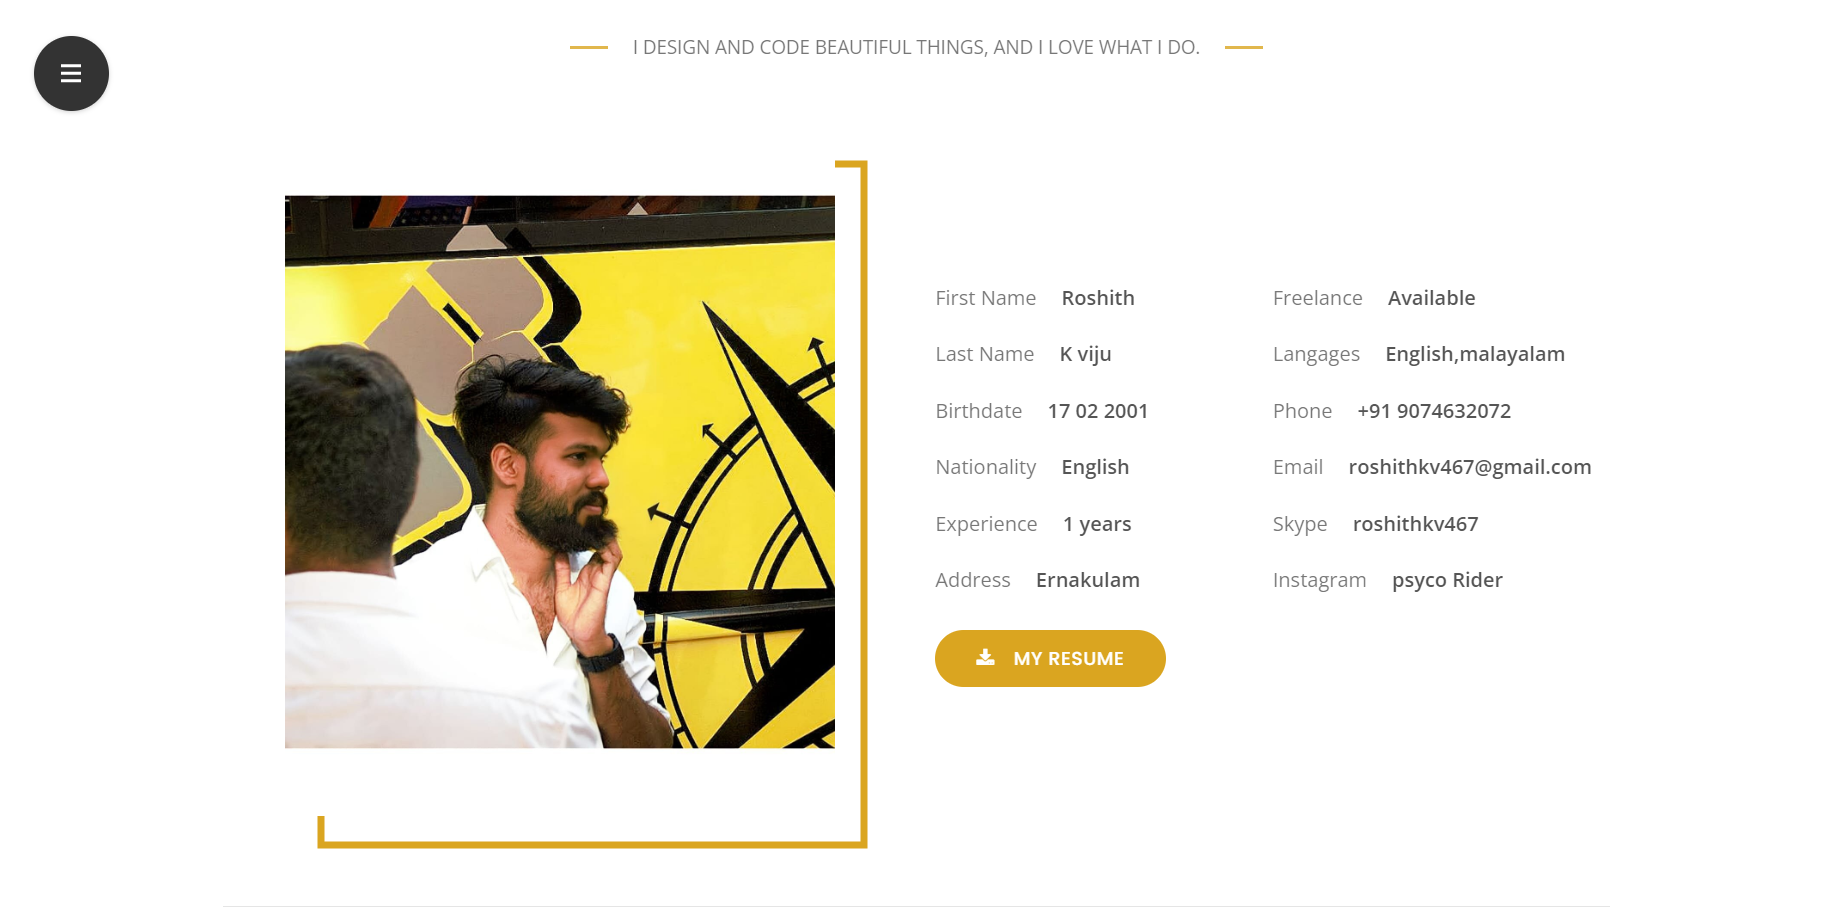 I DESIGN AND CODE BEAUTIFUL THINGS, AND I LOVE WHAT I DO.
First Name Roshith
Last Name K viju
Birthdate 17 02 2001
Nationality English
Experience 1 years
Address Ernakulam
Freelance Available
Langages English,malayalam
Phone +91 9074632072
Email roshithkv467@gmail.com
Skype roshithkv467
Instagram psyco Rider
MY RESUME